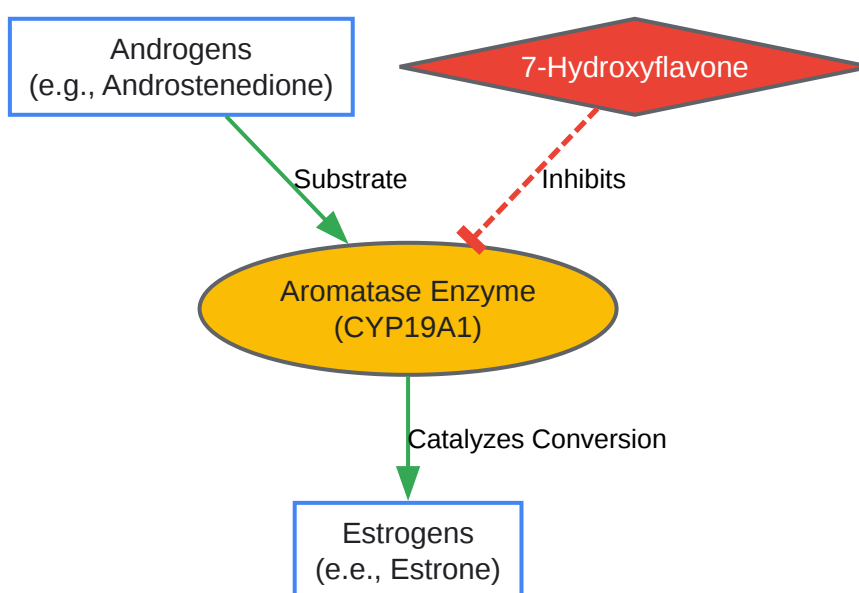 Androgens
(e.g., Androstenedione)
7-Hydroxyflavone
Substrate
Inhibits
Aromatase Enzyme
(CYP19A1)
Catalyzes Conversion
Estrogens
(e.e., Estrone)